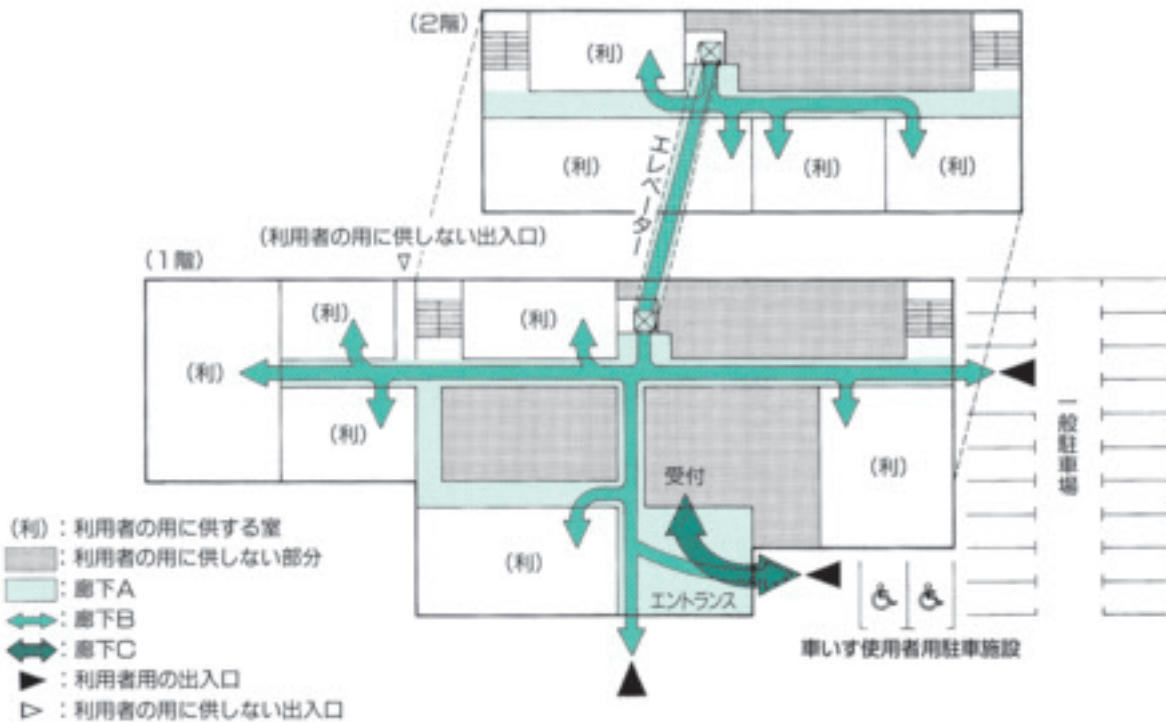 (2階)
(利)
(利)
(利)
(利)
エレベーター
(利用者の用に供しない出入口)
(1階)
(利)
(利)
(利)
(利)
(利)
受付
(利)
エントランス
一般駐車場
車いす使用者用駐車施設
(利):利用者の用に供する室
:利用者の用に供しない部分
:廊下A
:廊下B
:廊下C
:利用者用の出入口
:利用者の用に供しない出入口